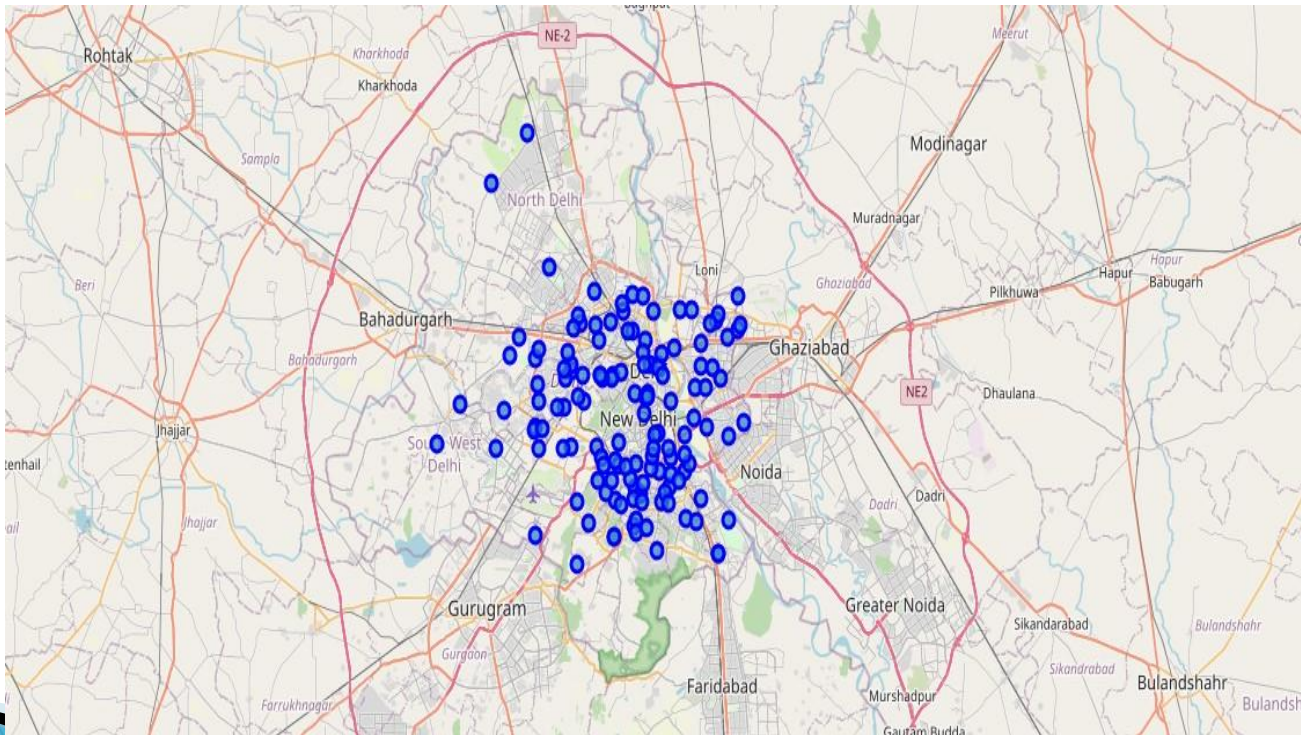 Rohtak
Kharkhoda
Kharkhoda
NE-2
Meerut
Sampla
Modinagar
North Delhi
Muradnagar
Loni
Ghaziabad
Hapur
Hapur
Babugarh
Pilkhuwa
Beri
Bahadurgarh
Ghaziabad
Bahadurgarh
NE2
Dhaulana
New Delhi
Jhajjar
South West
Delhi
Noida
tenhail
Dadri
Dadri
Jhajjar
Gurugram
Greater Noida
Sikandarabad
Bulandshahr
Gurgaon
Sikandrabad
Faridabad
Bulandshahr
Murshadpur
Farrukhnagar
Bulandsh
Gautam Budda